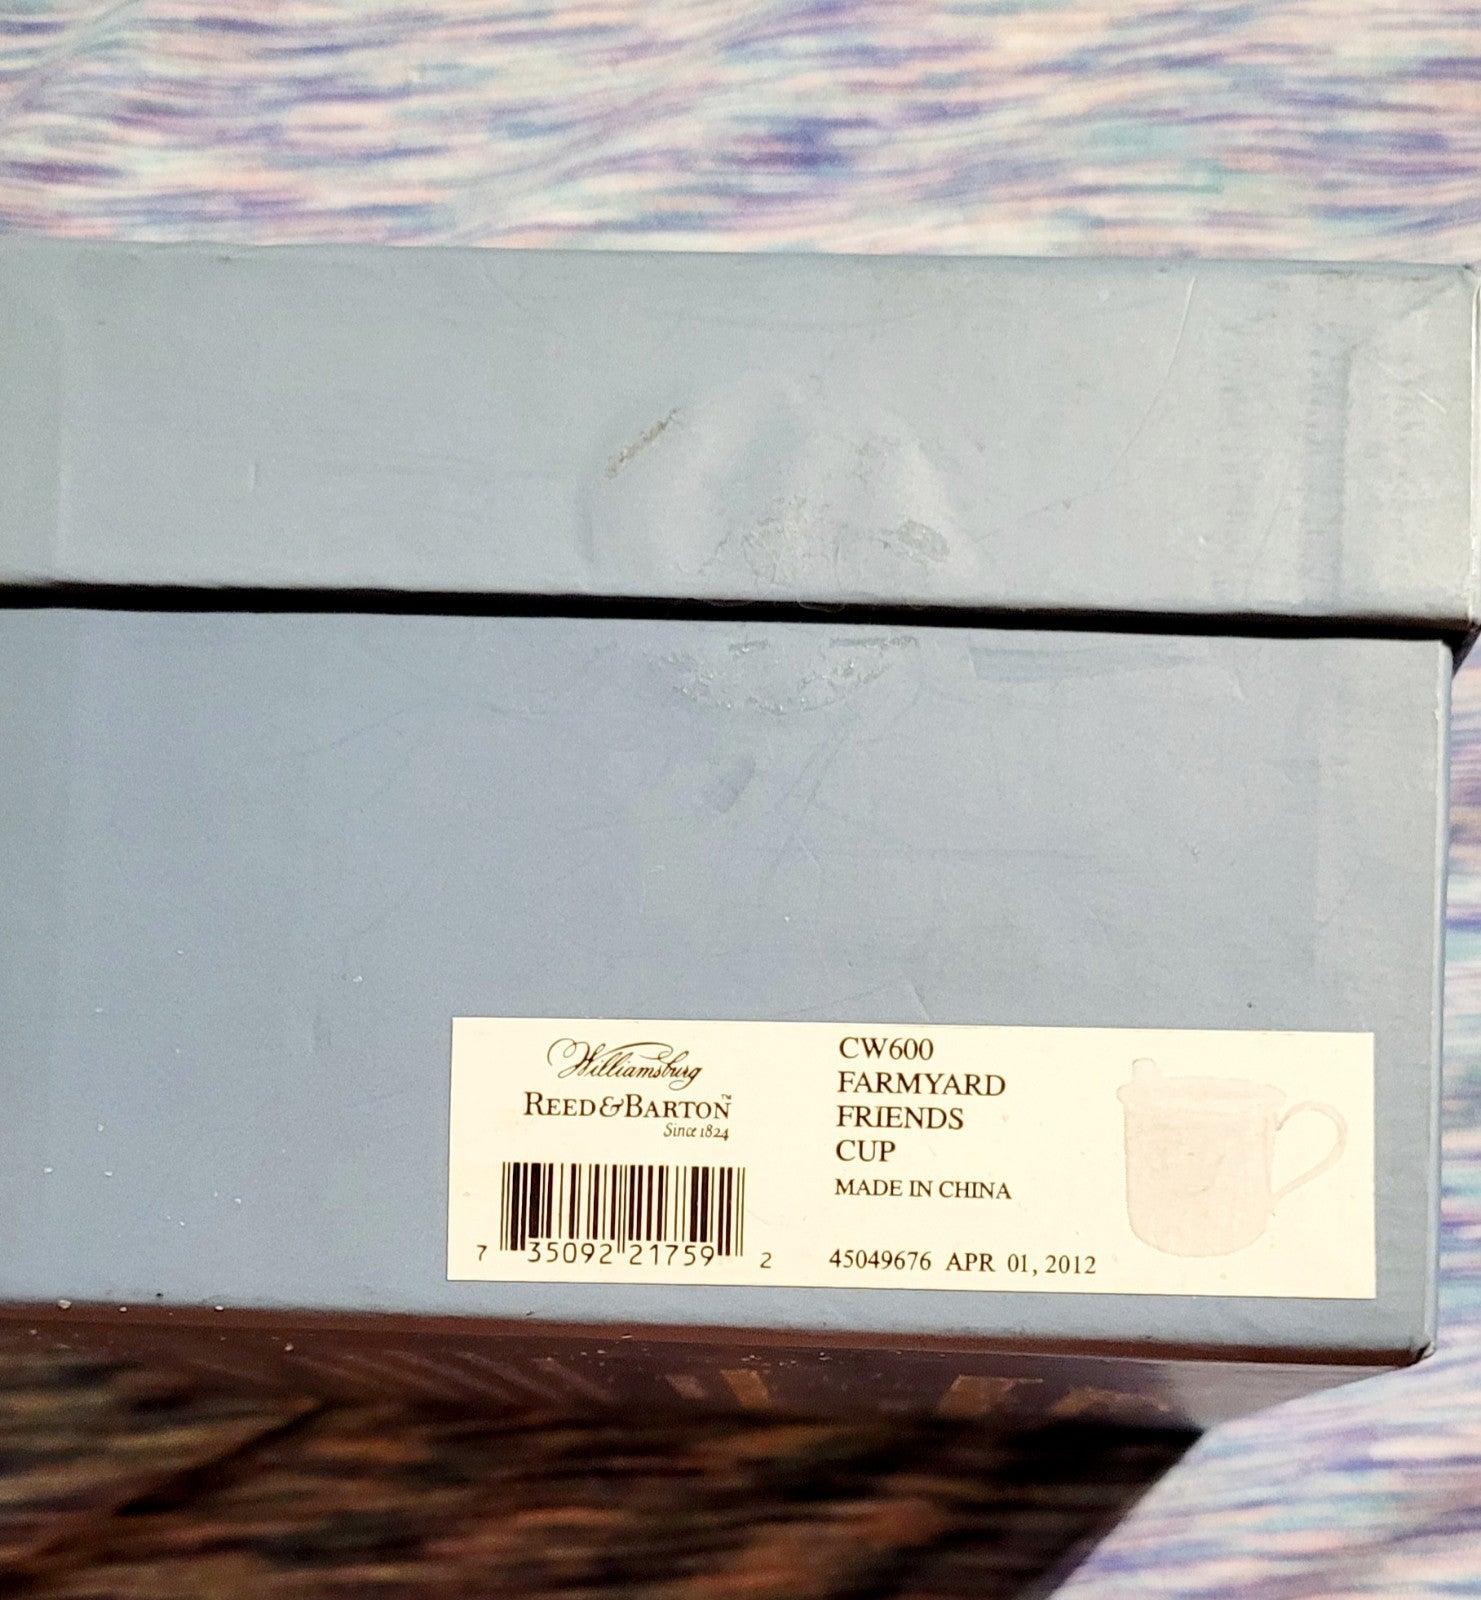 Williamsburg
REED & BARTON™
Since 1824
7 35092 21759 2
CW600
FARMYARD
FRIENDS
CUP
MADE IN CHINA
45049676 APR 01, 2012